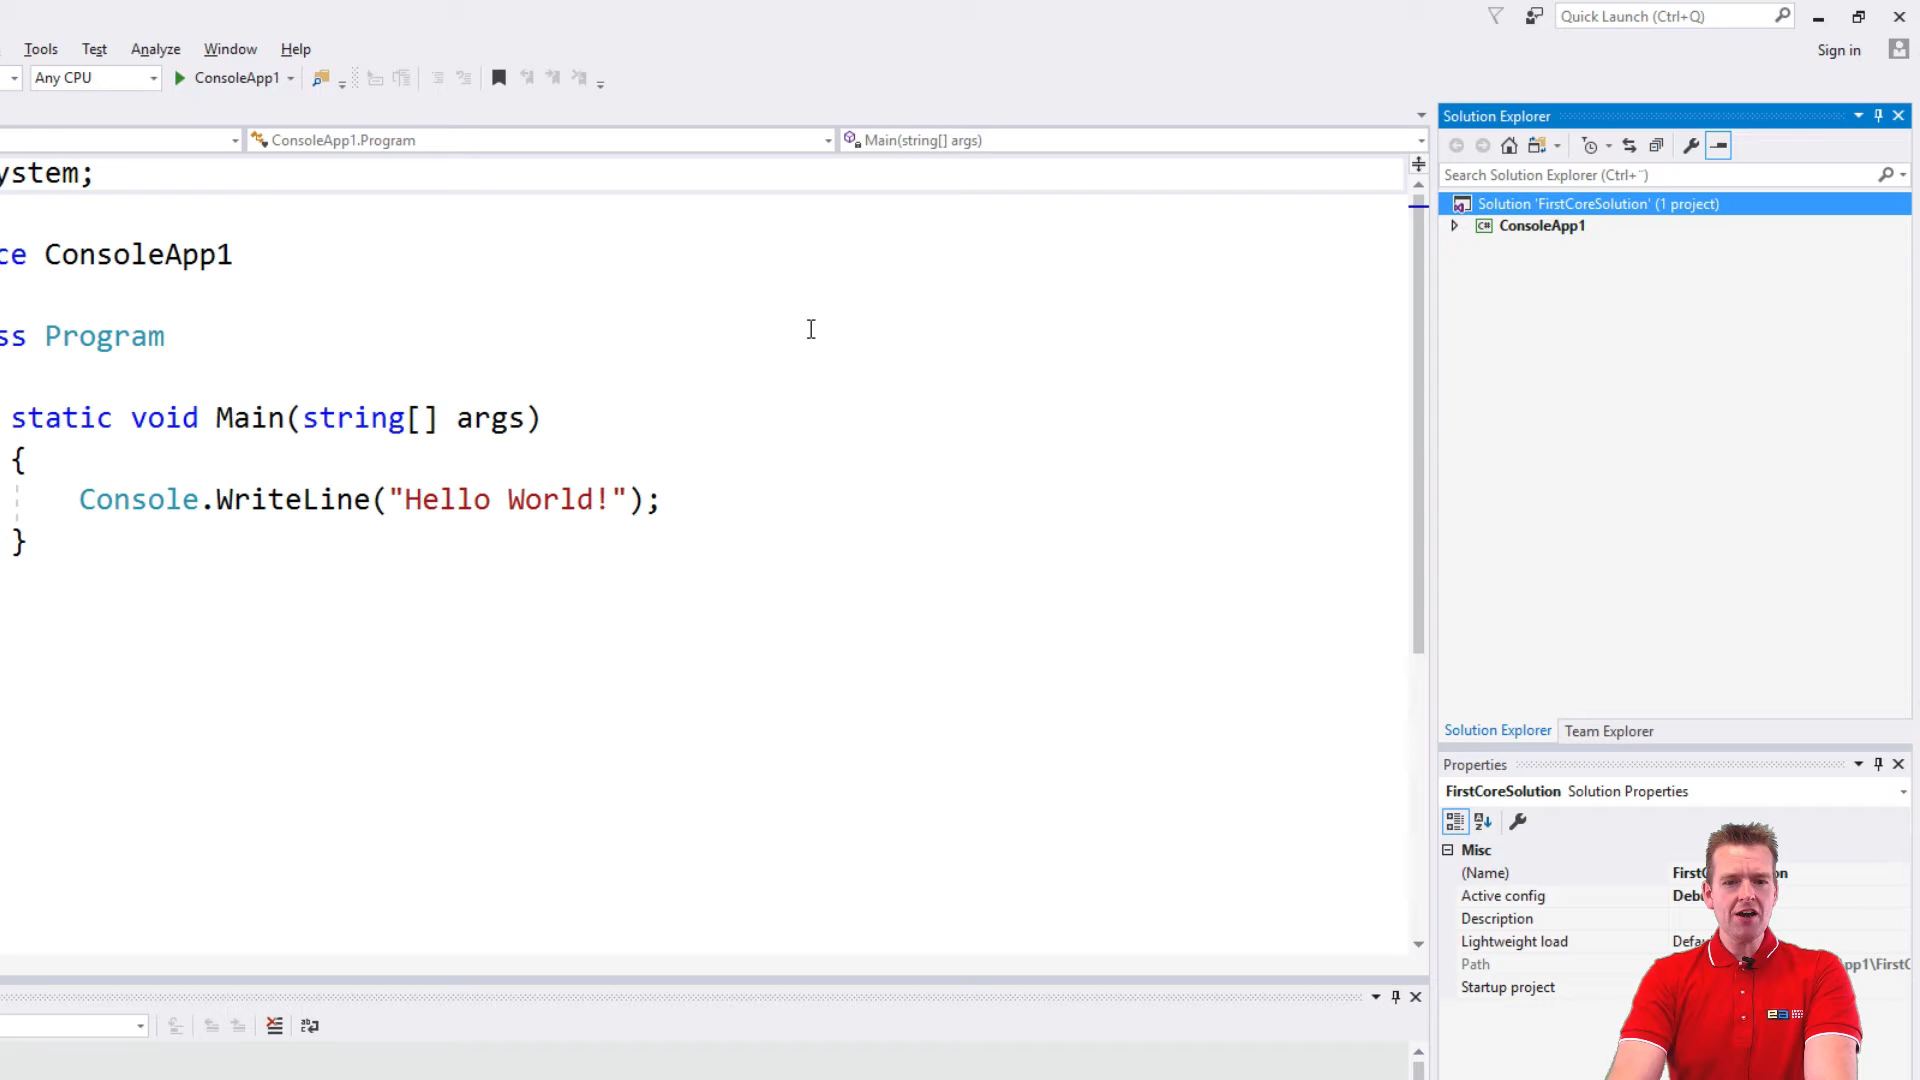 Quick Launch (Ctrl+Q)
Tools Test Analyze Window Help
Sign in
Any CPU ConsoleApp1
Solution Explorer
ConsoleApp1.Program Main(string[] args)
Search Solution Explorer (Ctrl+¨)
Solution 'FirstCoreSolution' (1 project)
C# ConsoleApp1
ystem;
ce ConsoleApp1
ss Program
static void Main(string[] args)
{
Console.WriteLine("Hello World!");
}
Solution Explorer Team Explorer
Properties
FirstCoreSolution Solution Properties
Misc
(Name)
Active config
Description
Lightweight load
Path
Startup project